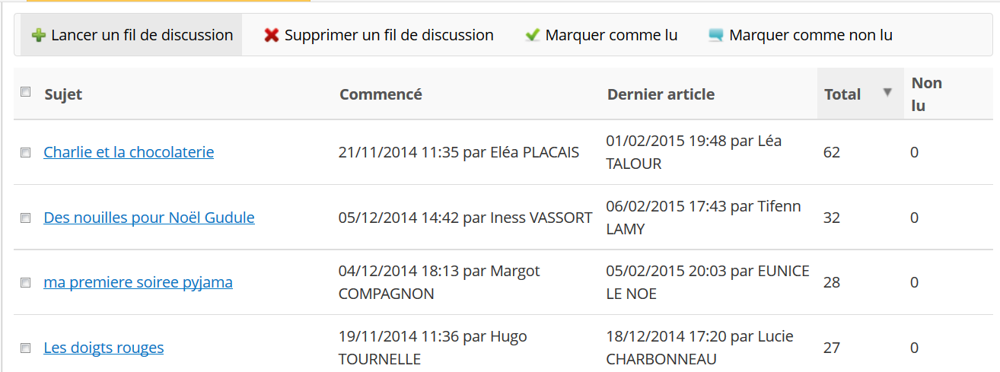 Lancer un fil de discussion Supprimer un fil de discussion Marquer comme lu Marquer comme non lu
Sujet Commencé Dernier article Total Non lu
Charlie et la chocolaterie 21/11/2014 11:35 par Eléa PLACAIS 01/02/2015 19:48 par Léa TALOUR 62 0
Des nouilles pour Noël Gudule 05/12/2014 14:42 par Iness VASSORT 06/02/2015 17:43 par Tifenn LAMY 32 0
ma premiere soiree pyjama 04/12/2014 18:13 par Margot COMPAGNON 05/02/2015 20:03 par EUNICE LE NOE 28 0
Les doigts rouges 19/11/2014 11:36 par Hugo TOURNELLE 18/12/2014 17:20 par Lucie CHARBONNEAU 27 0